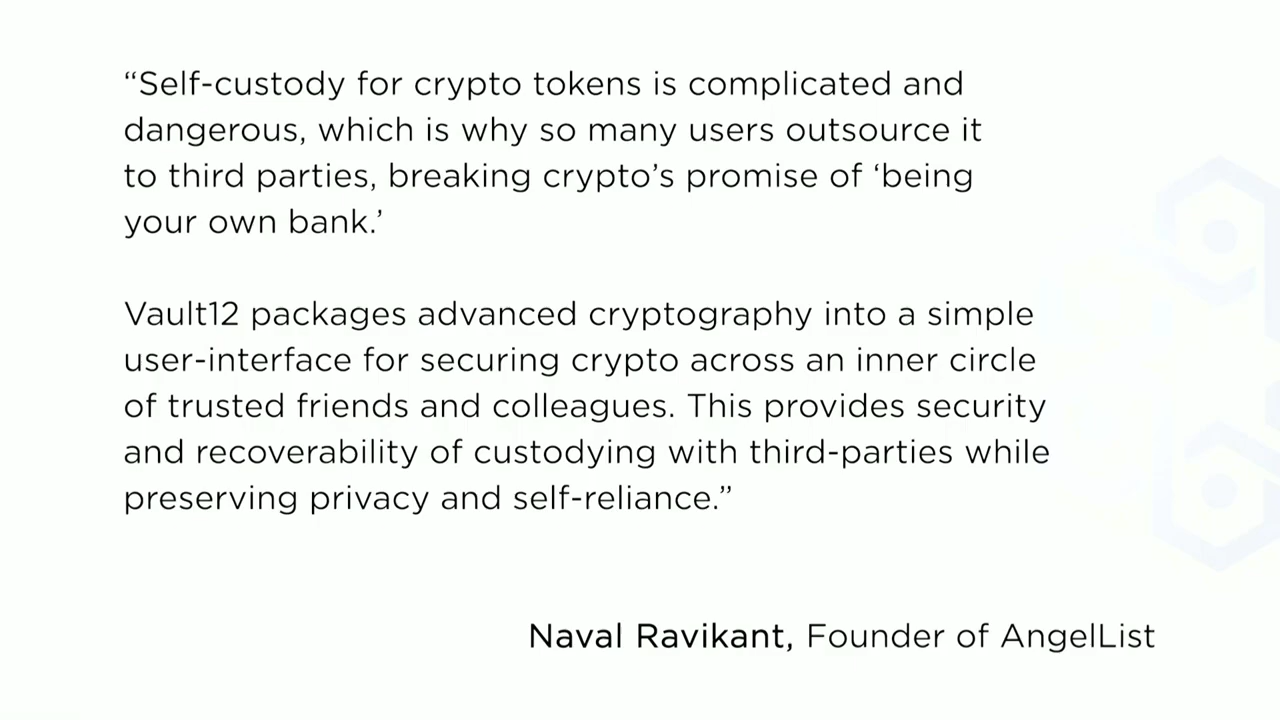 “Self-custody for crypto tokens is complicated and
dangerous, which is why so many users outsource it
to third parties, breaking crypto’s promise of ‘being
your own bank.’
Vault12 packages advanced cryptography into a simple
user-interface for securing crypto across an inner circle
of trusted friends and colleagues. This provides security
and recoverability of custodying with third-parties while
preserving privacy and self-reliance.”
Naval Ravikant, Founder of AngelList